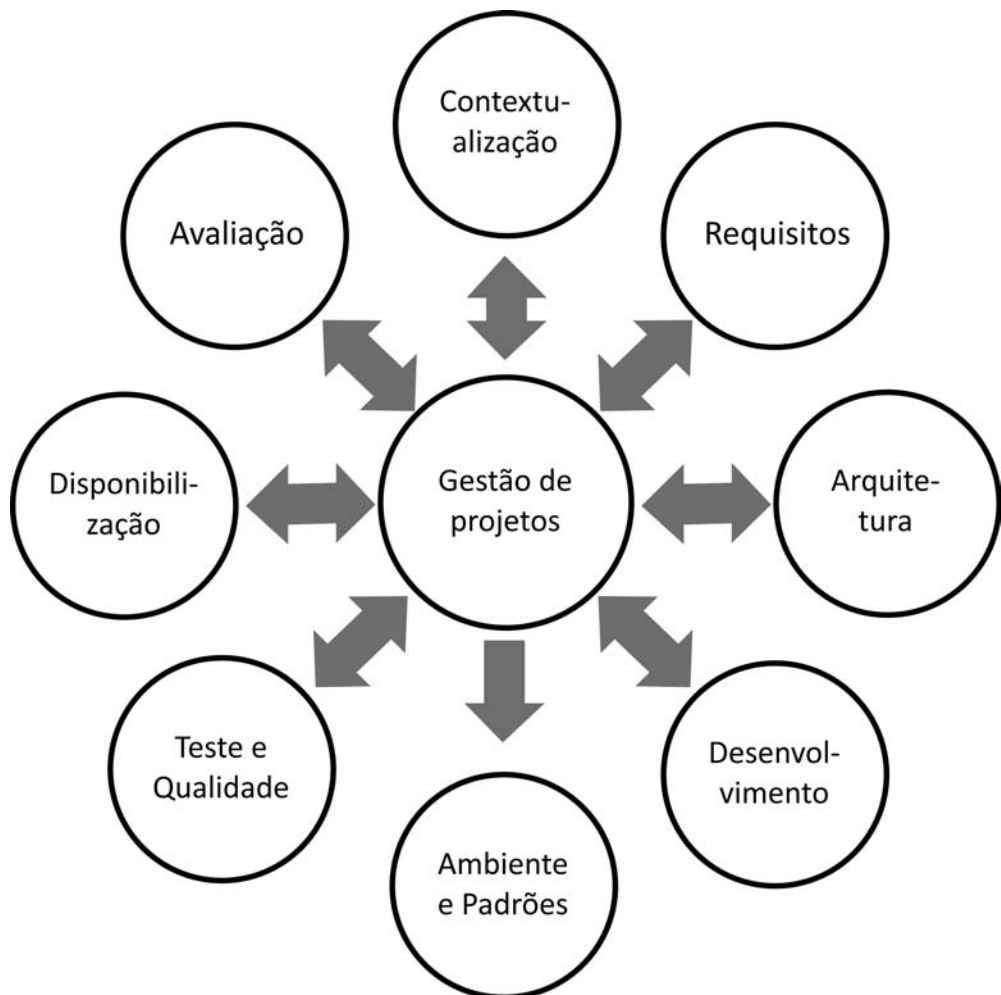 Contextu-
alização
Avaliação
Requisitos
Disponibili-
zação
Gestão de
projetos
Arquite-
tura
Teste e
Qualidade
Desenvol-
vimento
Ambiente
e Padrões